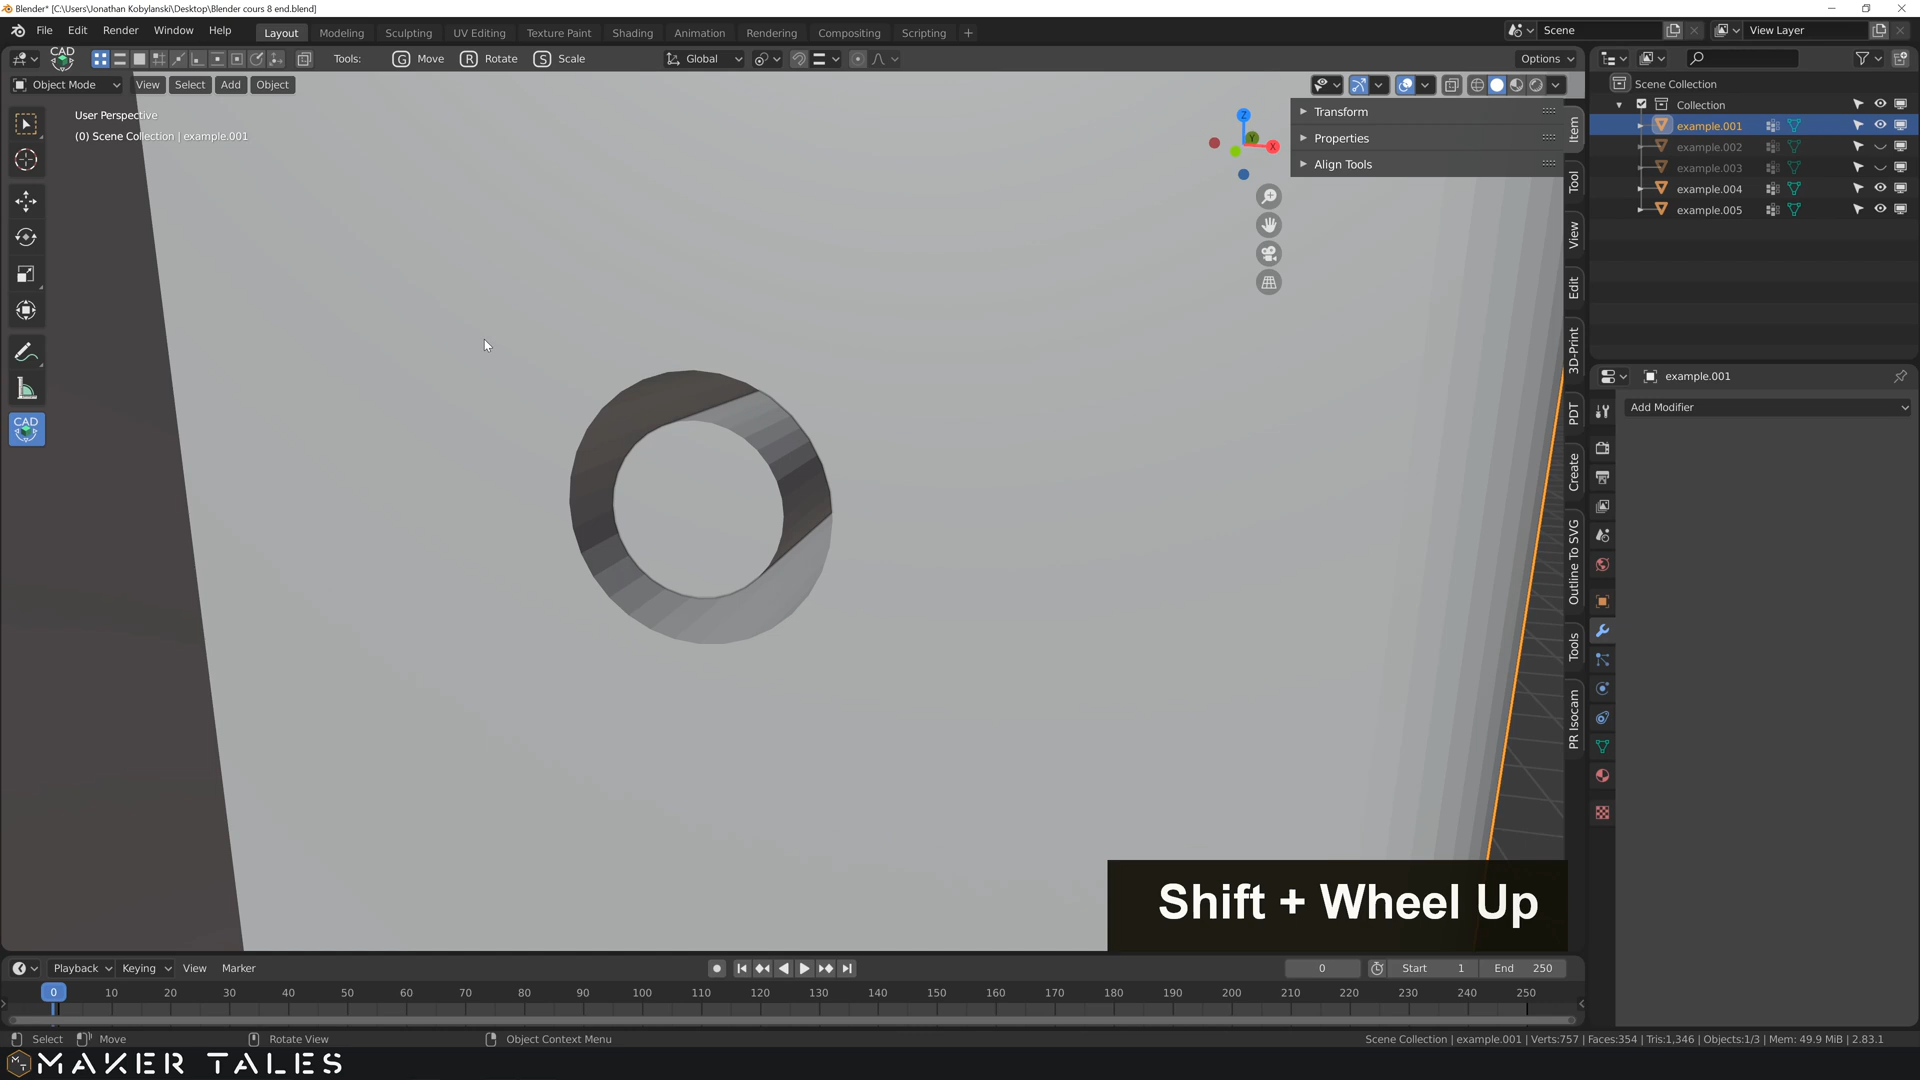 Blender* [C:\Users\Jonathan Kobylanski\Desktop\Blender cours 8 end.blend]
File Edit Render Window Help
Layout Modeling Sculpting UV Editing Texture Paint Shading Animation Rendering Compositing Scripting +
Scene
View Layer
CAD
Tools:
G Move
R Rotate
S Scale
Global
Options
Object Mode View Select Add Object
User Perspective
(0) Scene Collection | example.001
Z
Y
X
Transform
Properties
Align Tools
Item
Tool
View
Edit
3D-Print
PDT
Create
Outline To SVG
Tools
PR Isocam
CAD
Scene Collection
Collection
example.001
example.002
example.003
example.004
example.005
example.001
Add Modifier
Shift + Wheel Up
Playback Keying View Marker
0
Start 1
End 250
0 10 20 30 40 50 60 70 80 90 100 110 120 130 140 150 160 170 180 190 200 210 220 230 240 250
Select
Move
Rotate View
Object Context Menu
Scene Collection | example.001 | Verts:757 | Faces:354 | Tris:1,346 | Objects:1/3 | Mem: 49.9 MiB | 2.83.1
MT MAKER TALES